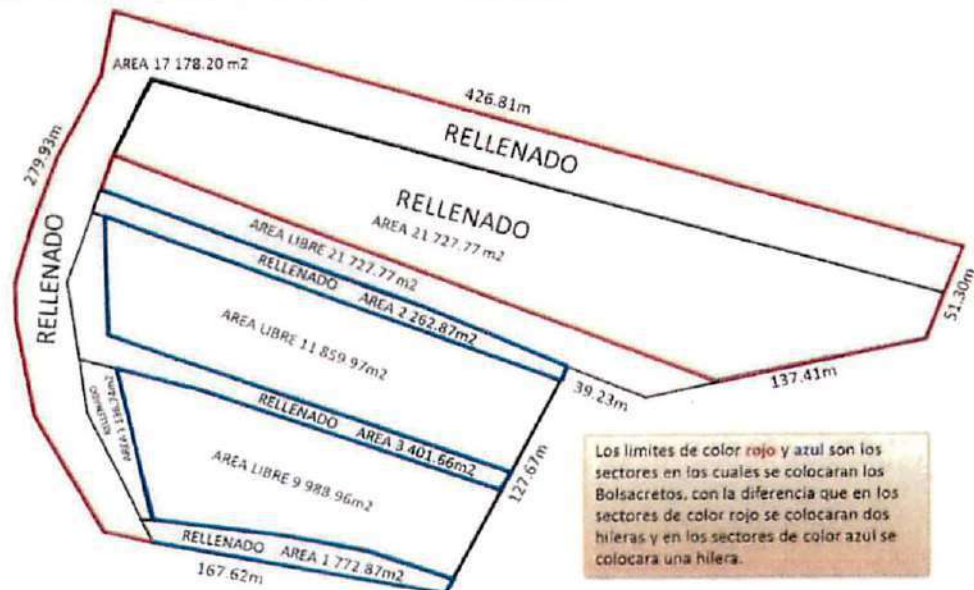 AREA 17 178.20 m2
426.81m
RELLENADO
279.93m
RELLENADO
AREA 21 727.77 m2
AREA LIBRE 21 727.77 m2
RELLENADO AREA 2 262.87m2
51.30m
RELLENADO
AREA LIBRE 11 859.97m2
39.23m
137.41m
RELLENADO AREA 3 401.66m2
RELLENADO
127.67m
AREA LIBRE 9 988.96m2
RELLENADO AREA 1 772.87m2
167.62m
Los limites de color rojo y azul son los
sectores en los cuales se colocaran los
Bolsacretos, con la diferencia que en los
sectores de color rojo se colocaran dos
hileras y en los sectores de color azul se
colocara una hilera.